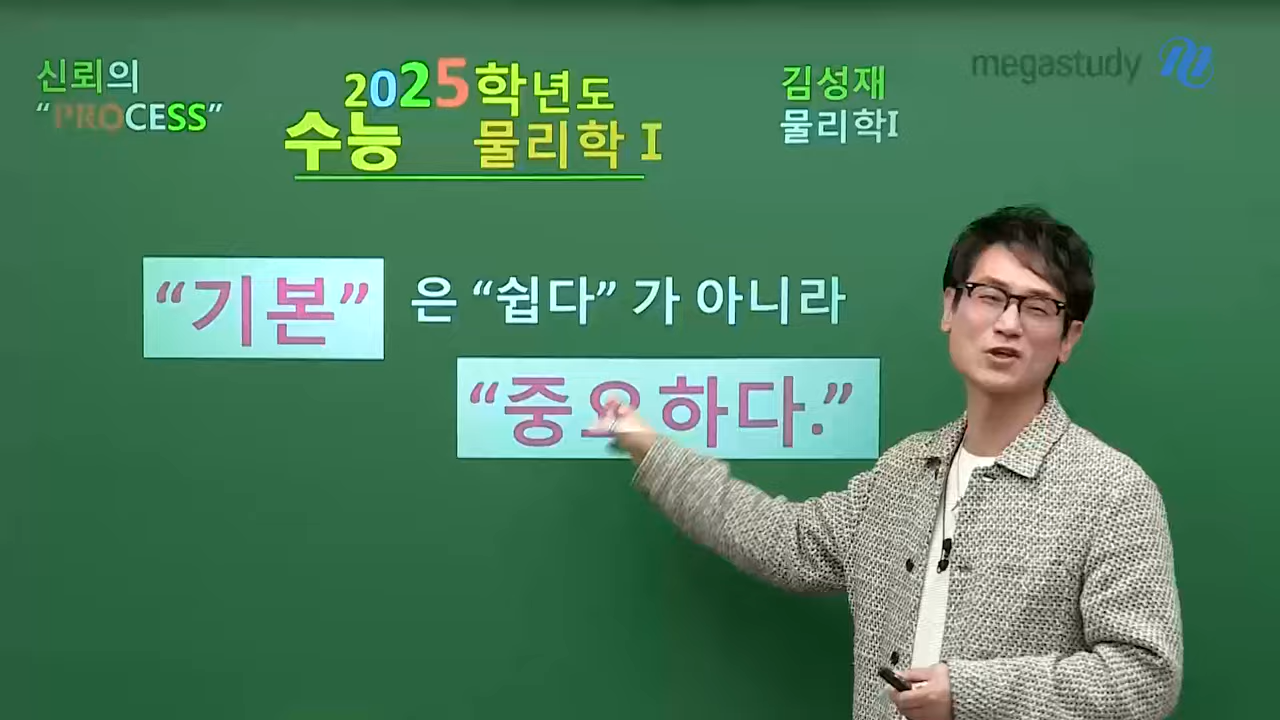 신뢰의
“PROCESS”
2025학년도
수능 물리학 I
김성재
물리학I
megastudy
“기본” 은 “쉽다” 가 아니라
“중요하다.”